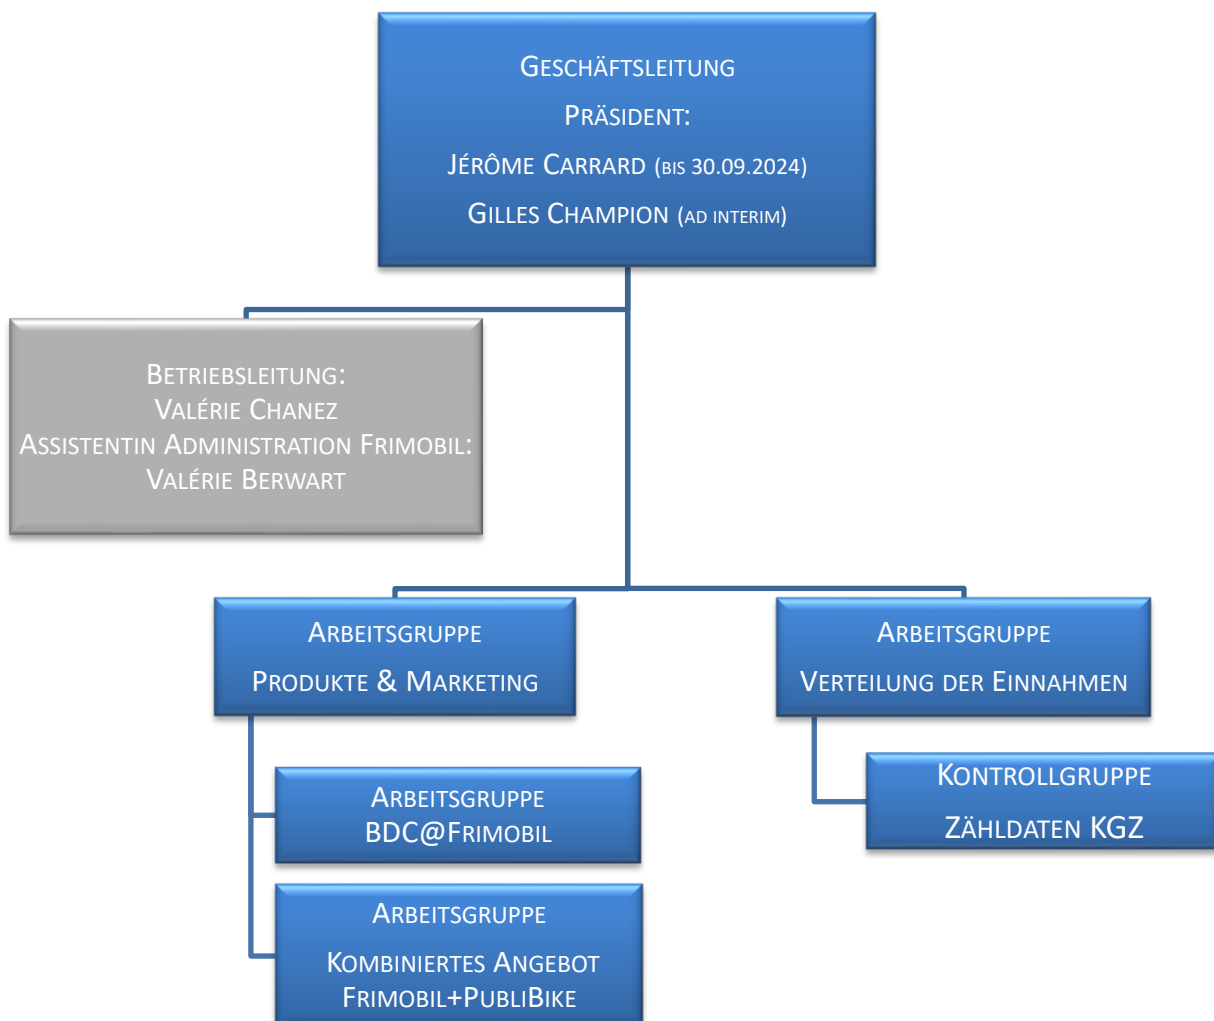 Geschäftsleitung
Präsident:
Jérôme Carrard (bis 30.09.2024)
Gilles Champion (ad interim)
Betriebsleitung:
Valérie Chanez
Assistentin Administration Frimobil:
Valérie Berwart
Arbeitsgruppe
Produkte & Marketing
Arbeitsgruppe
Verteilung der Einnahmen
Arbeitsgruppe
BDC@Frimobil
Kontrollgruppe
Zähldaten KGZ
Arbeitsgruppe
Kombiniertes Angebot
Frimobil+PubliBike